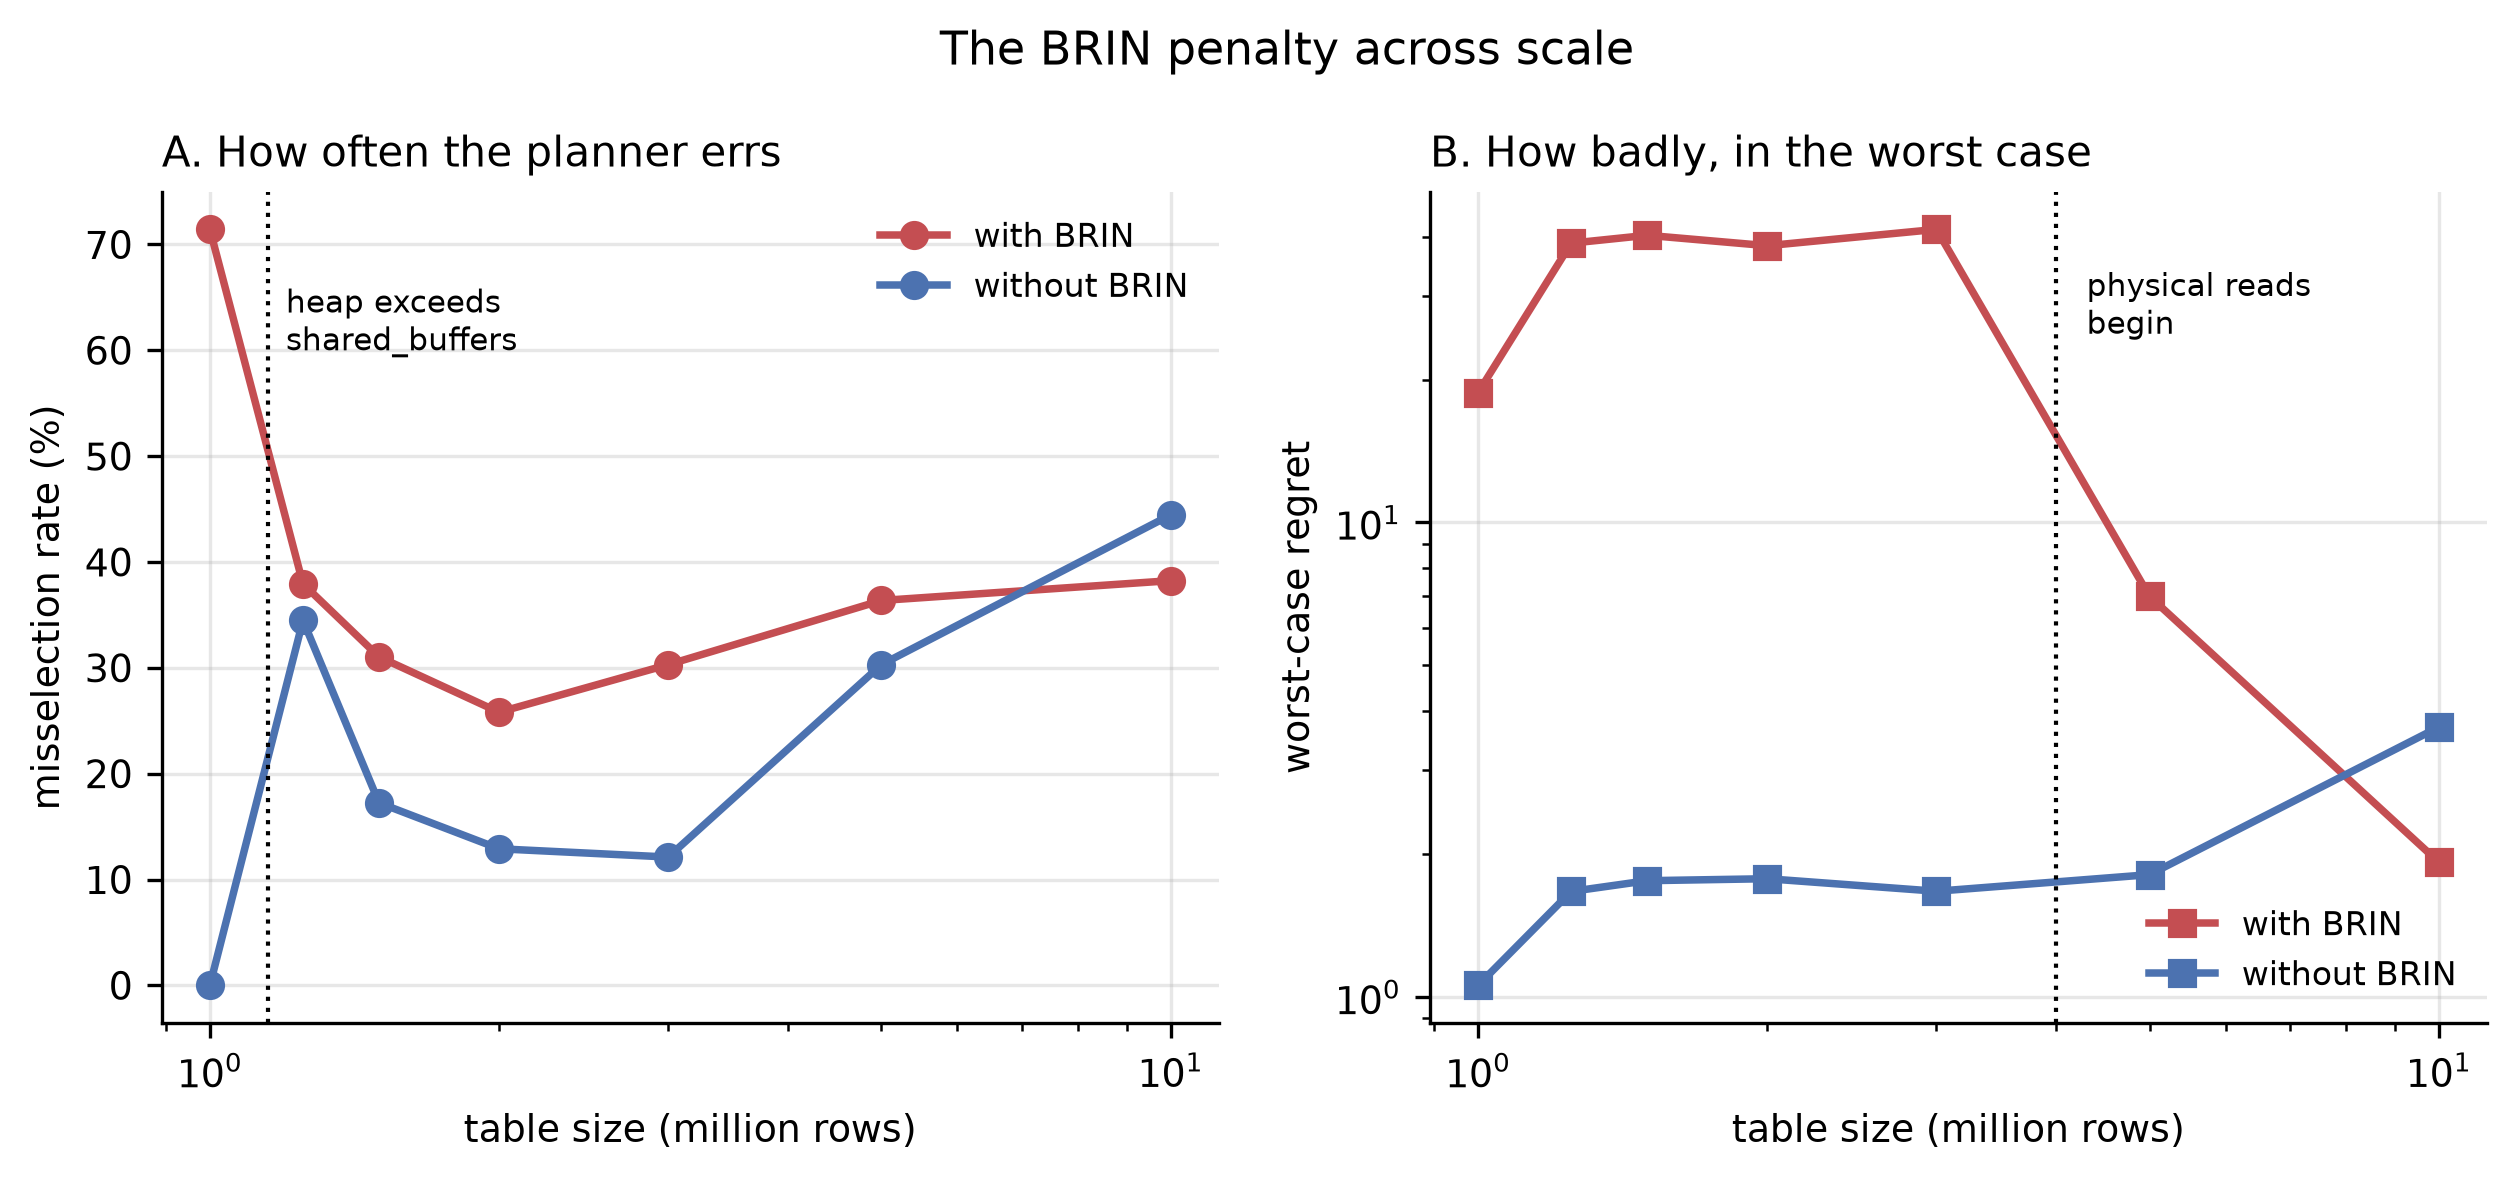 The BRIN penalty across scale
A. How often the planner errs
misselection rate (%)
70
60
50
40
30
20
10
0
heap exceeds
shared_buffers
with BRIN
without BRIN
10⁰
10¹
table size (million rows)
B. How badly, in the worst case
worst-case regret
10¹
10⁰
physical reads
begin
with BRIN
without BRIN
10⁰
10¹
table size (million rows)